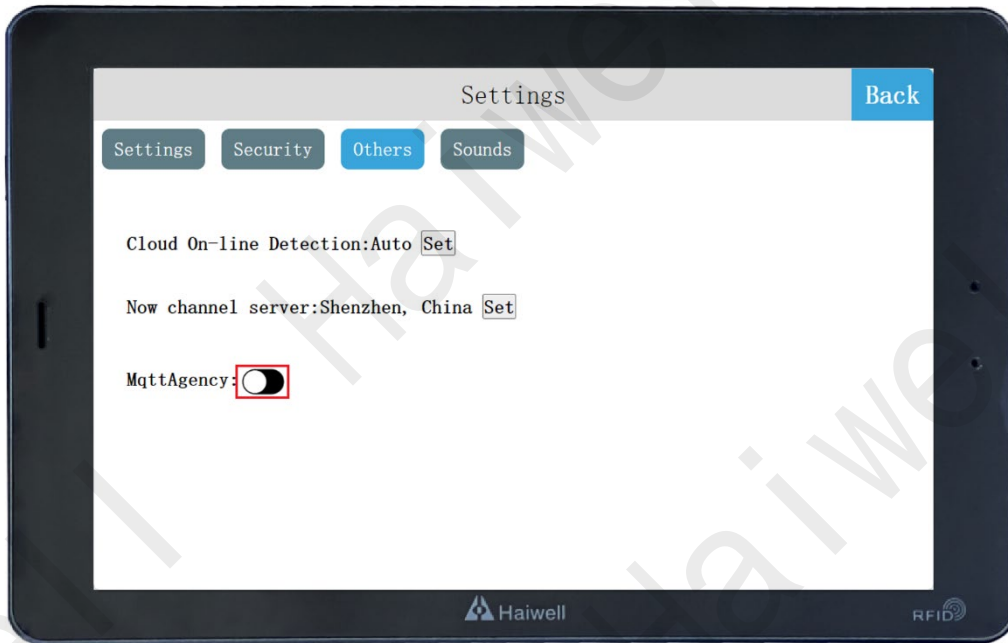 Settings
Back
Settings
Security
Others
Sounds
Cloud On-line Detection:Auto Set
Now channel server:Shenzhen, China Set
MqttAgency:
Haiwell
RFID
Haiwell